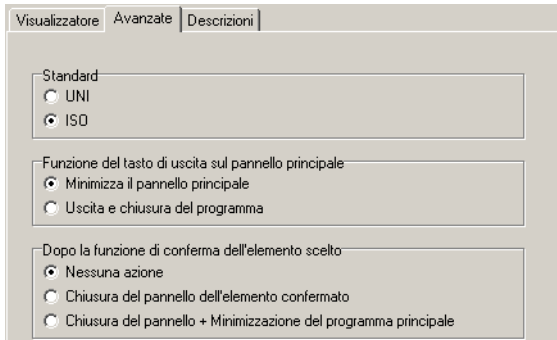 Visualizzatore Avanzate Descrizioni
Standard
UNI
ISO
Funzione del tasto di uscita sul pannello principale
Minimizza il pannello principale
Uscita e chiusura del programma
Dopo la funzione di conferma dell'elemento scelto
Nessuna azione
Chiusura del pannello dell'elemento confermato
Chiusura del pannello + Minimizzazione del programma principale